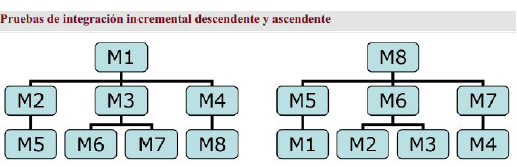 Pruebas de integración incremental descendente y ascendente
M1 M8
M2 M3 M4 M5 M6 M7
M5 M6 M7 M8 M1 M2 M3 M4